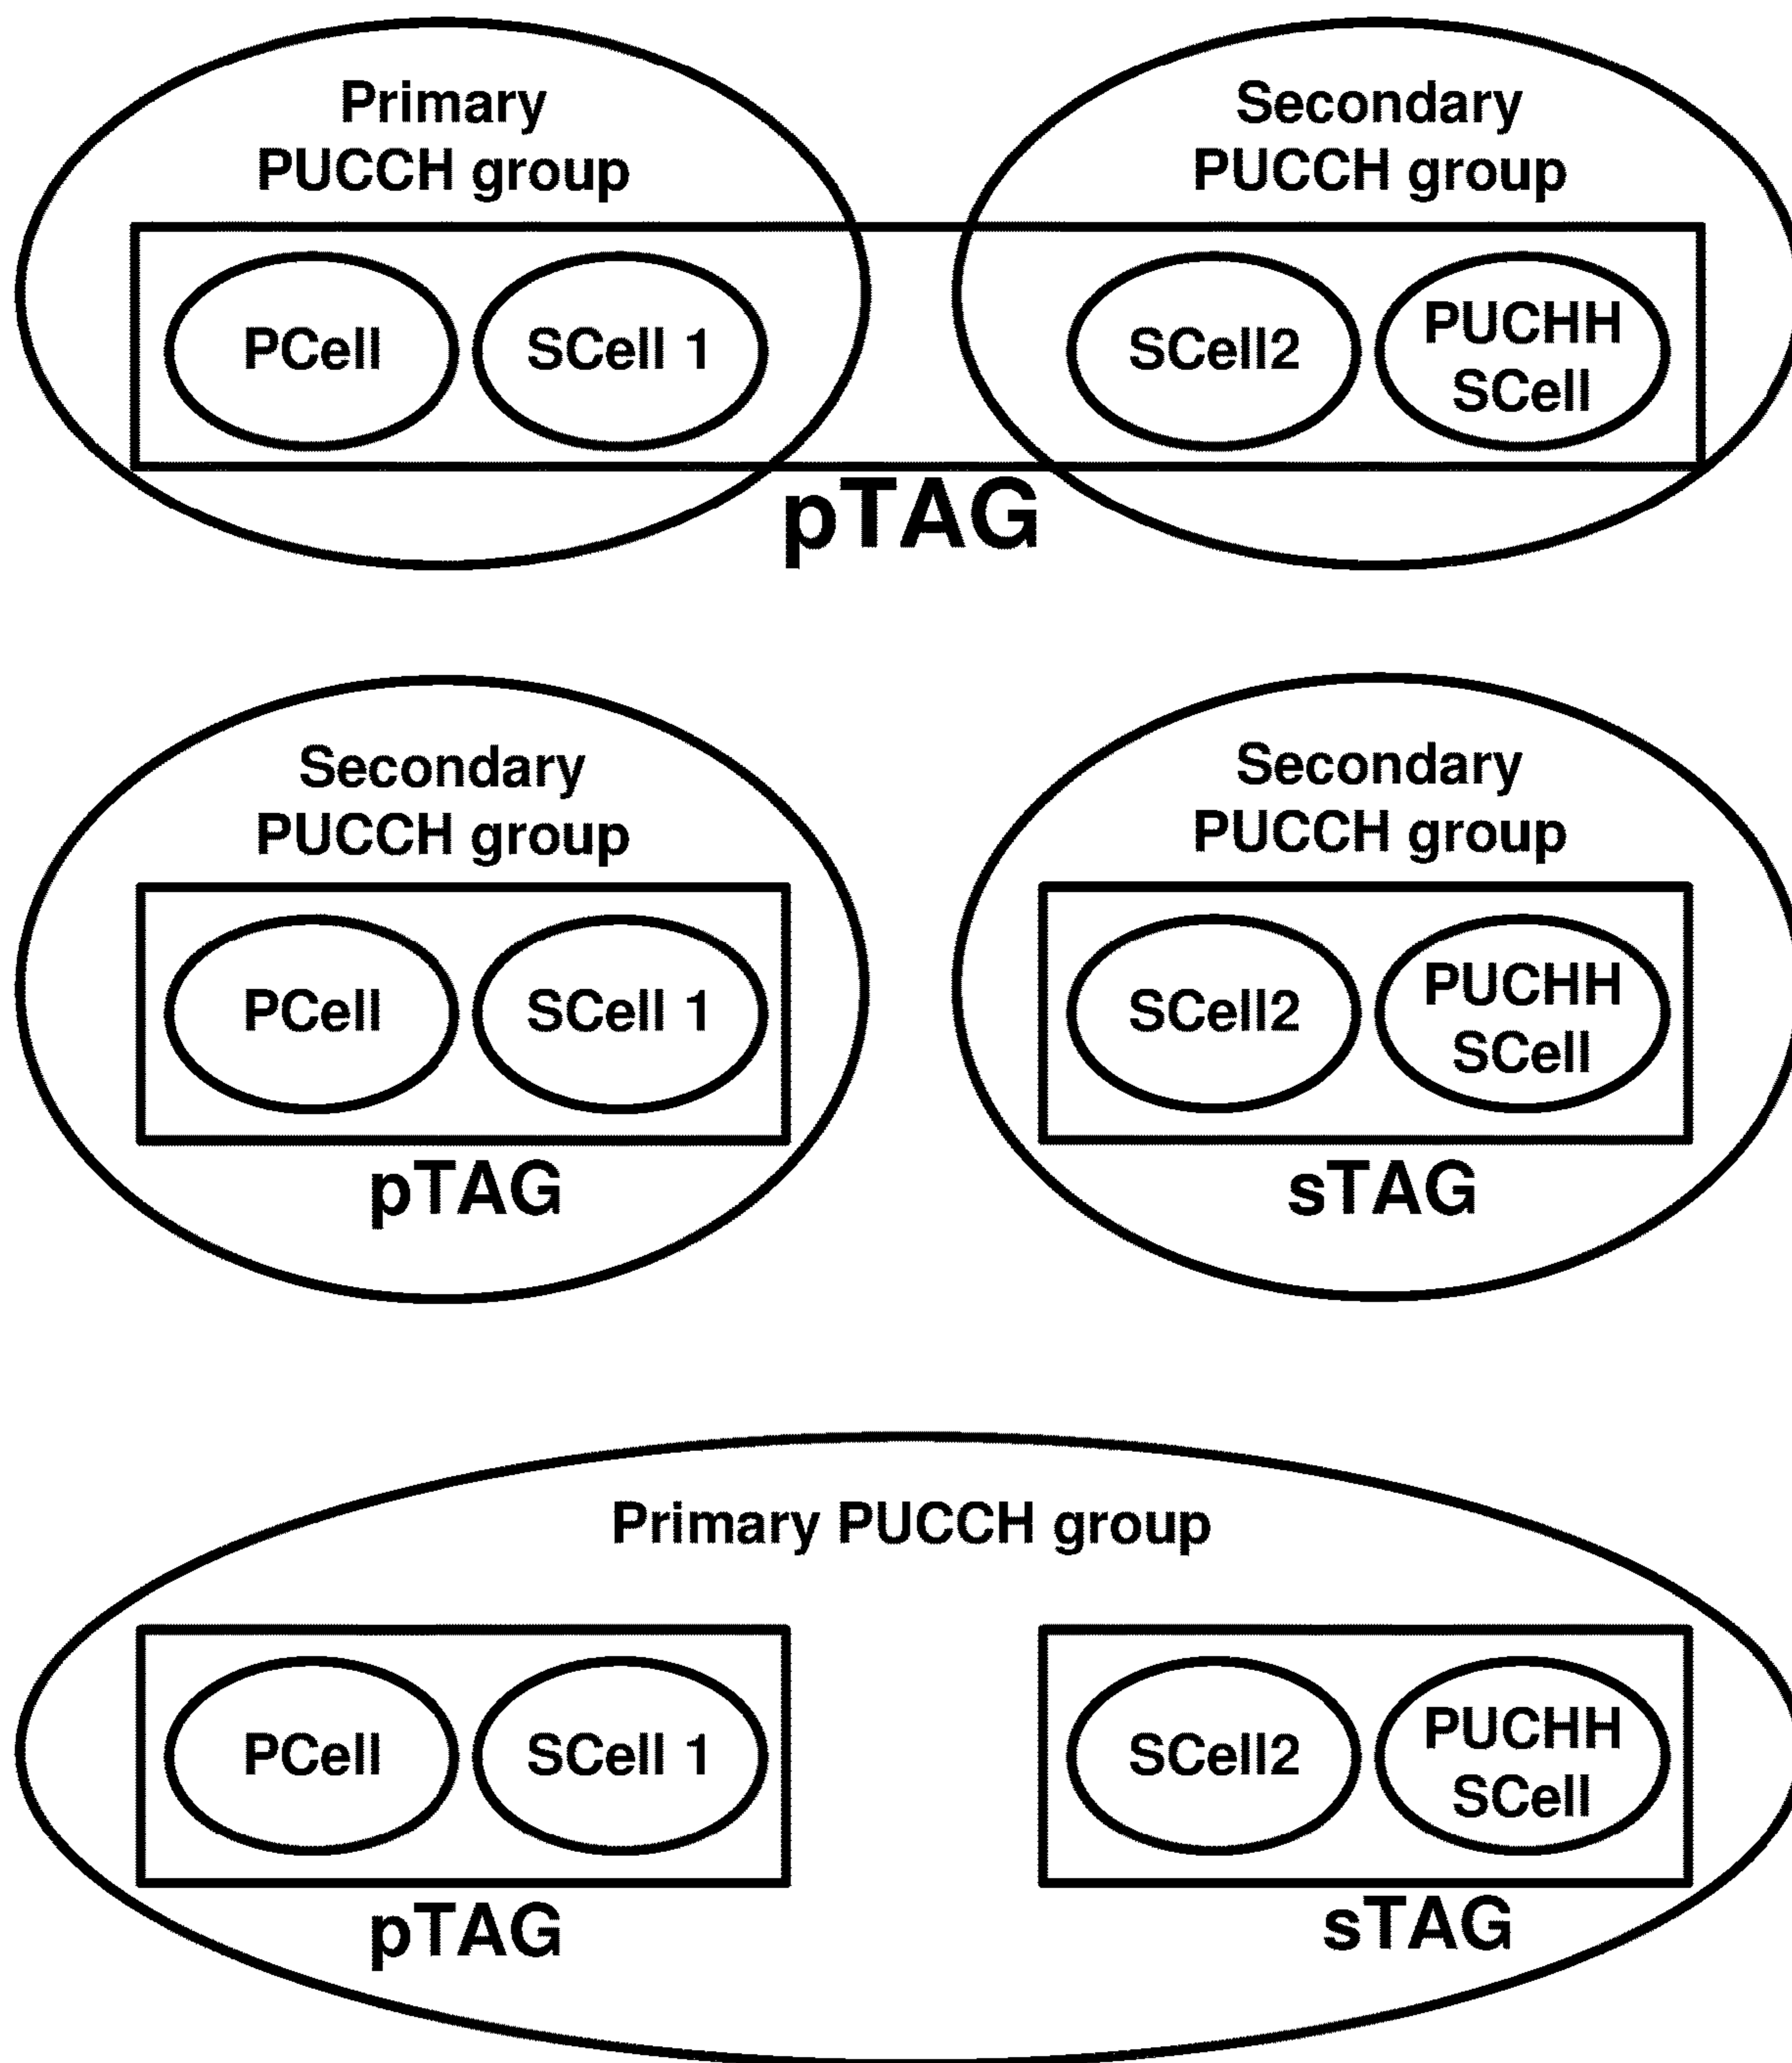 Primary
PUCCH group
Secondary
PUCCH group
PCell
SCell 1
SCell2
PUCHH
SCell
pTAG
Secondary
PUCCH group
Secondary
PUCCH group
PCell
SCell 1
SCell2
PUCHH
SCell
pTAG
sTAG
Primary PUCCH group
PCell
SCell 1
SCell2
PUCHH
SCell
pTAG
sTAG